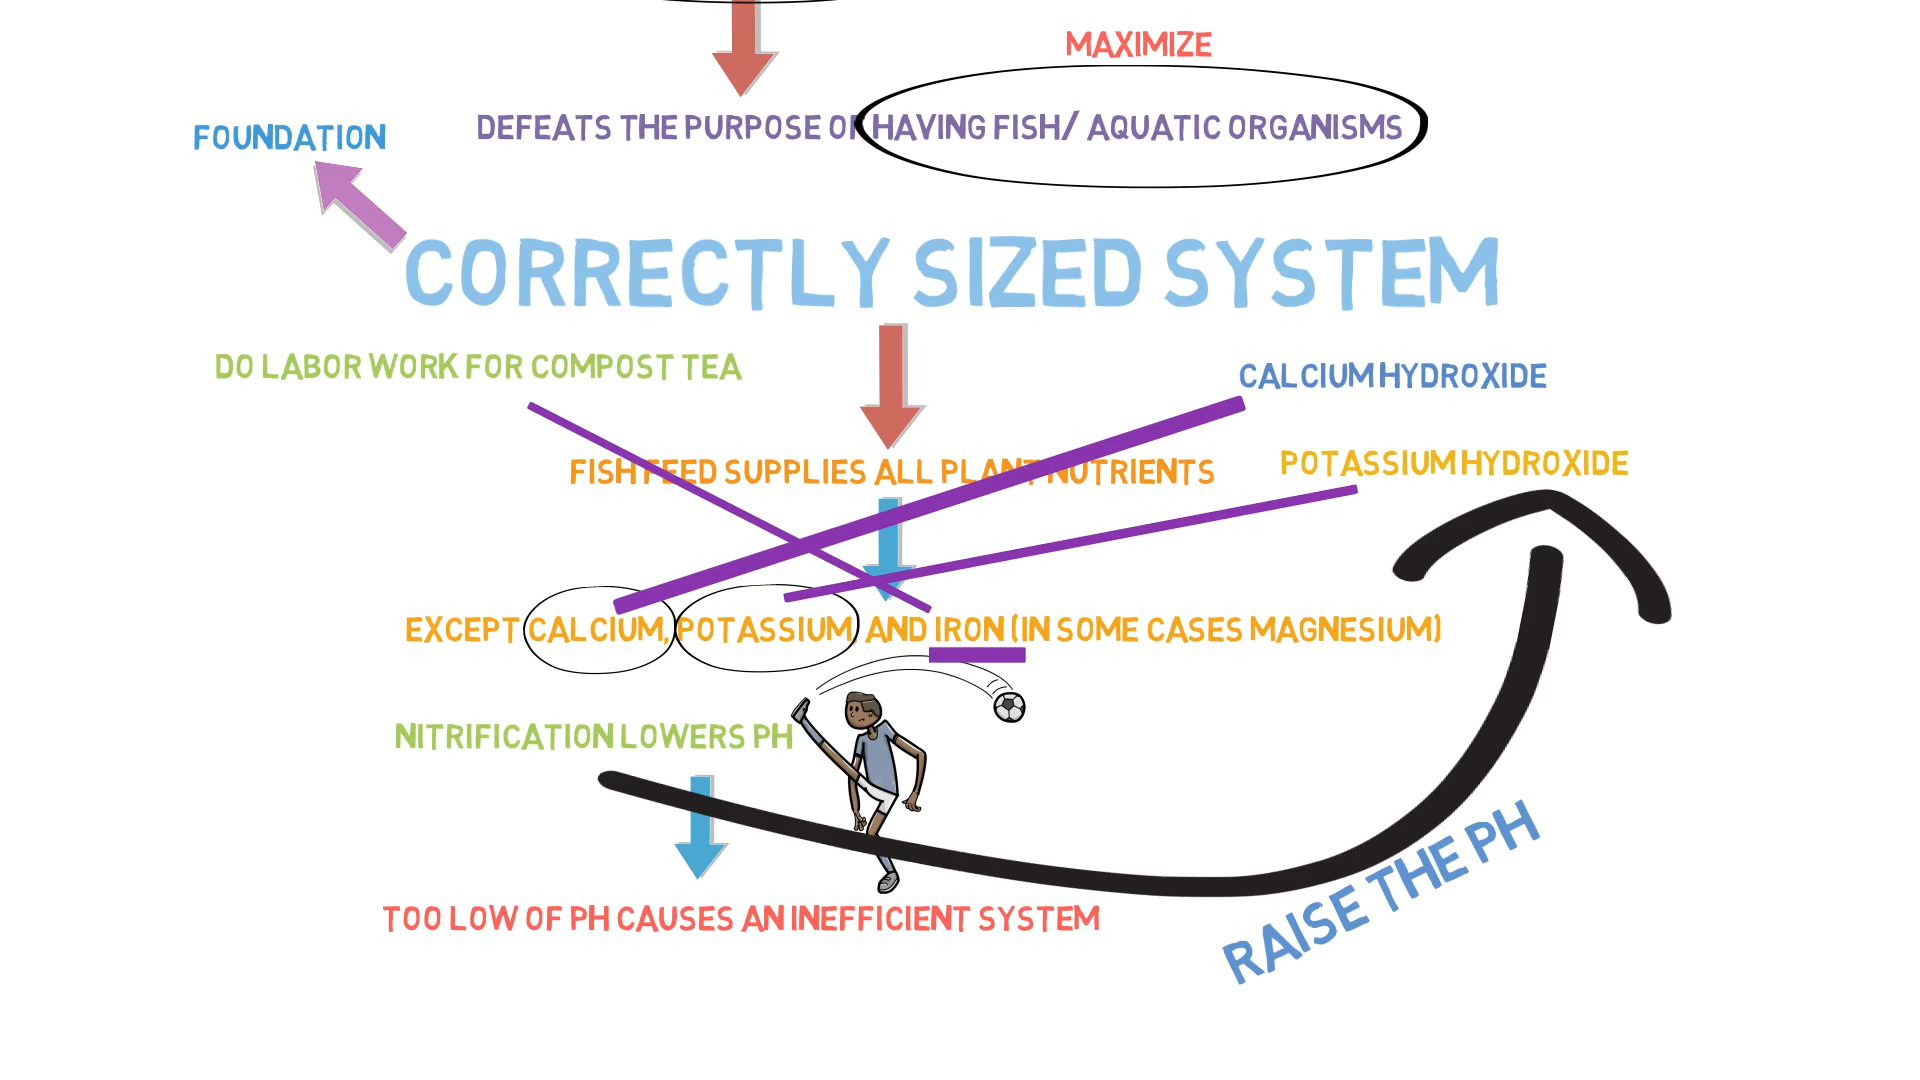 MAXIMIZE
DEFEATS THE PURPOSE OF HAVING FISH/ AQUATIC ORGANISMS
FOUNDATION
CORRECTLY SIZED SYSTEM
DO LABOR WORK FOR COMPOST TEA
CALCIUM HYDROXIDE
FISH FEED SUPPLIES ALL PLANT NUTRIENTS
POTASSIUM HYDROXIDE
EXCEPT CALCIUM, POTASSIUM, AND IRON (IN SOME CASES MAGNESIUM)
NITRIFICATION LOWERS PH
RAISE THE PH
TOO LOW OF PH CAUSES AN INEFFICIENT SYSTEM